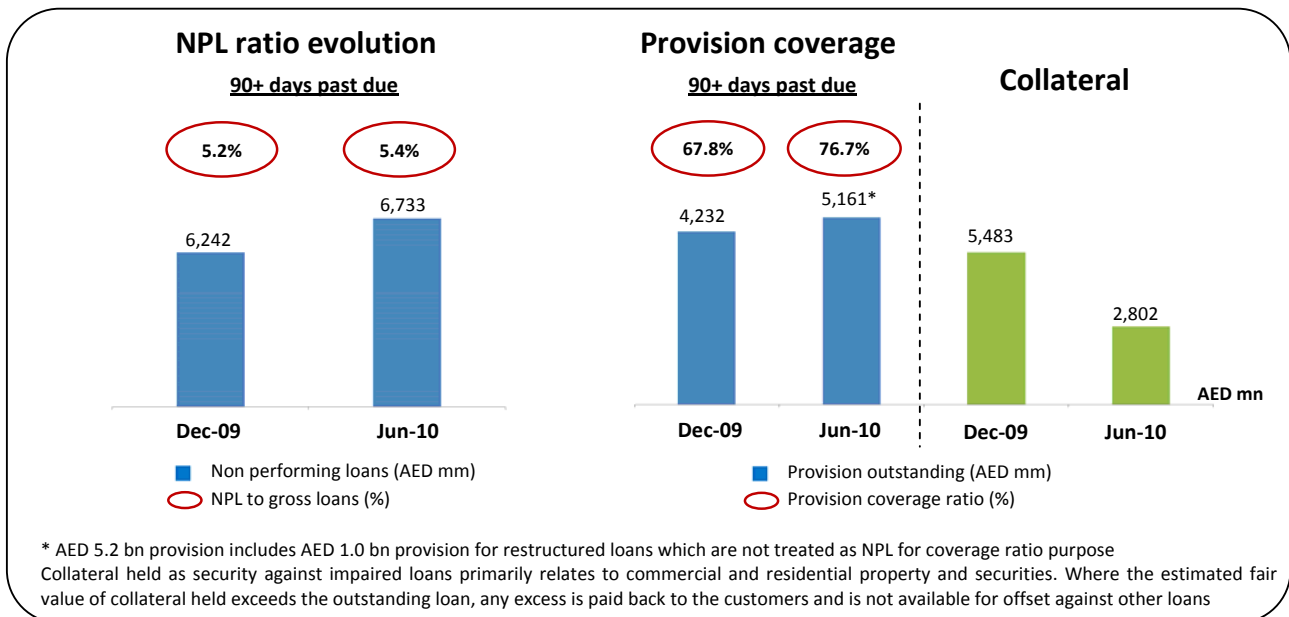 NPL ratio evolution
90+ days past due
5.2%
5.4%
6,242
6,733
Dec-09
Jun-10
Non performing loans (AED mm)
NPL to gross loans (%)
Provision coverage
90+ days past due
67.8%
76.7%
4,232
5,161*
Dec-09
Jun-10
Provision outstanding (AED mm)
Provision coverage ratio (%)
Collateral
5,483
2,802
AED mn
Dec-09
Jun-10
* AED 5.2 bn provision includes AED 1.0 bn provision for restructured loans which are not treated as NPL for coverage ratio purpose
Collateral held as security against impaired loans primarily relates to commercial and residential property and securities. Where the estimated fair
value of collateral held exceeds the outstanding loan, any excess is paid back to the customers and is not available for offset against other loans